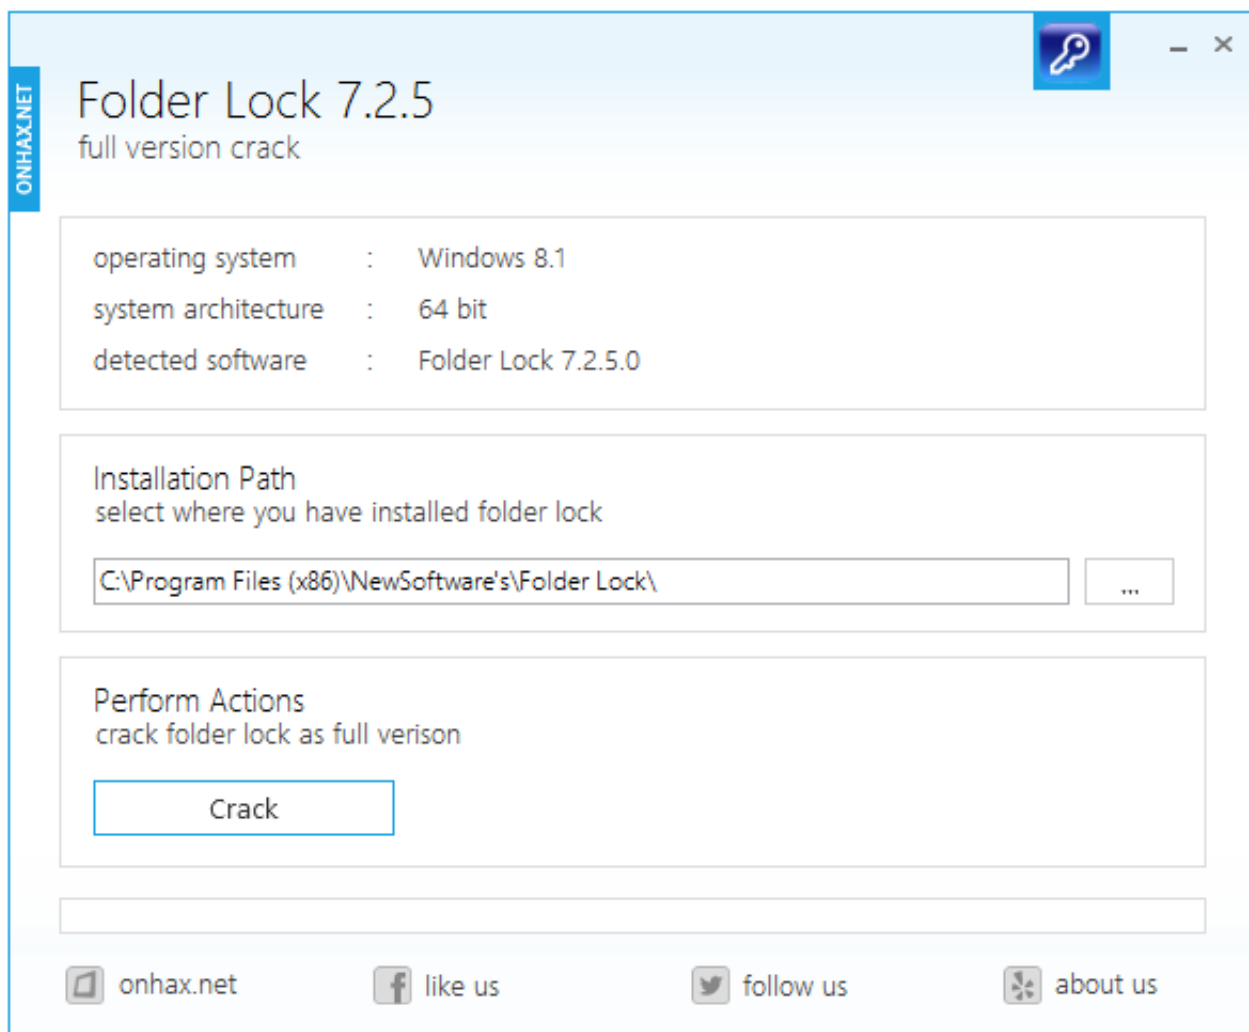 ONHAX.NET
Folder Lock 7.2.5
full version crack
operating system : Windows 8.1
system architecture : 64 bit
detected software : Folder Lock 7.2.5.0
Installation Path
select where you have installed folder lock
C:\Program Files (x86)\NewSoftware's\Folder Lock\
...
Perform Actions
crack folder lock as full verison
Crack
onhax.net like us follow us about us